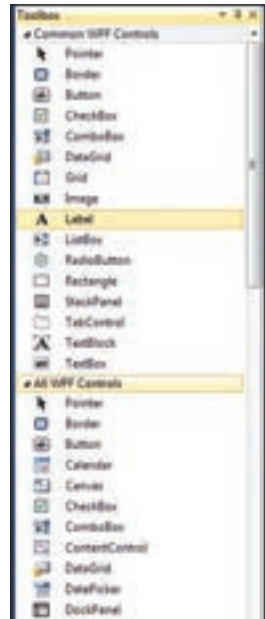 Toolbox
Common WPF Controls
Pointer
Border
Button
CheckBox
ComboBox
DataGrid
Grid
Image
Label
ListBox
RadioButton
Rectangle
StackPanel
TabControl
TextBlock
TextBox
All WPF Controls
Pointer
Border
Button
Calendar
Canvas
CheckBox
ComboBox
ContentControl
DataGrid
DatePicker
DockPanel